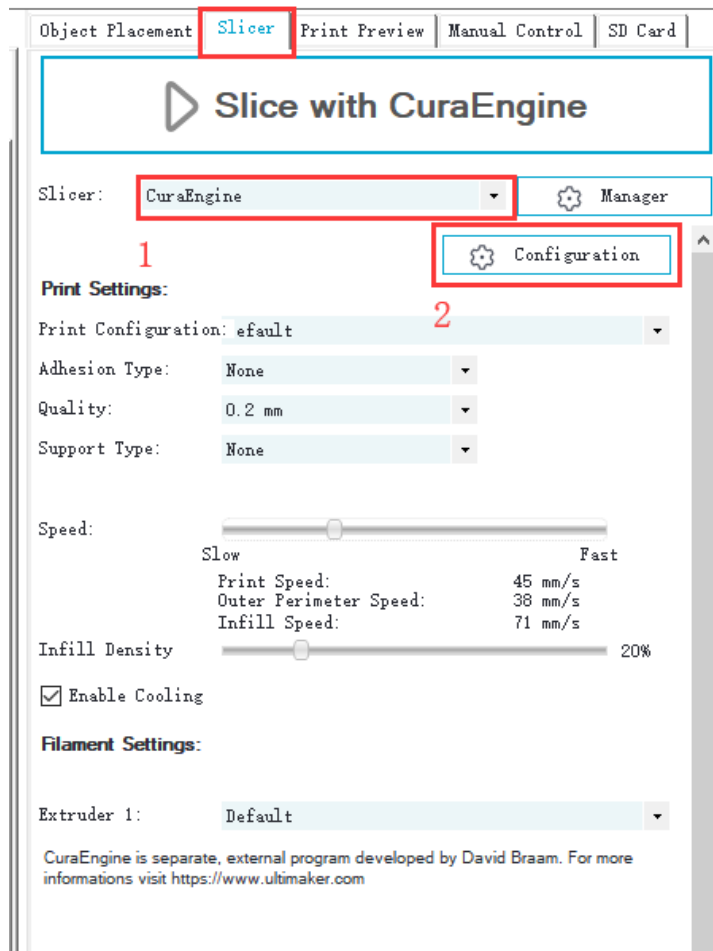 Object Placement Slicer Print Preview Manual Control SD Card
Slice with CuraEngine
Slicer: CuraEngine Manager
1 Configuration
Print Settings: 2
Print Configuration: efault
Adhesion Type: None
Quality: 0.2 mm
Support Type: None
Speed:
Slow Fast
Print Speed: 45 mm/s
Outer Perimeter Speed: 38 mm/s
Infill Speed: 71 mm/s
Infill Density 20%
Enable Cooling
Filament Settings:
Extruder 1: Default
CuraEngine is separate, external program developed by David Braam. For more
informations visit https://www.ultimaker.com